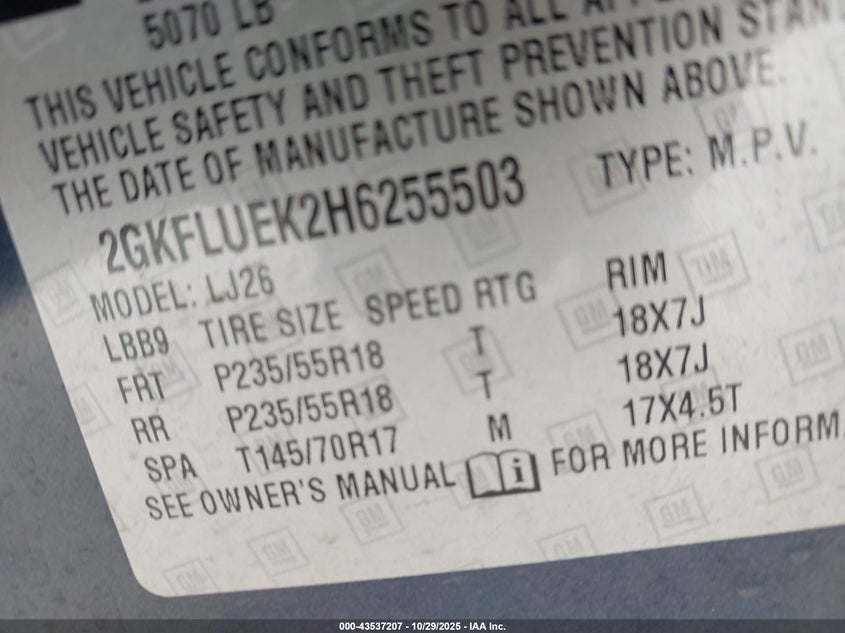 5070 LB
THIS VEHICLE CONFORMS TO ALL
VEHICLE SAFETY AND THEFT PREVENTION
THE DATE OF MANUFACTURE SHOWN ABOVE.
2GKFLUEK2H6255503 TYPE: M.P.V.
MODEL: LJ26
LBB9 TIRE SIZE SPEED RTG RIM
FRT P235/55R18 T 18X7J
RR P235/55R18 T 18X7J
SPA T145/70R17 M 17X4.5T
SEE OWNER'S MANUAL FOR MORE INFORM
000-43537207 - 10/29/2025 - IAA Inc.